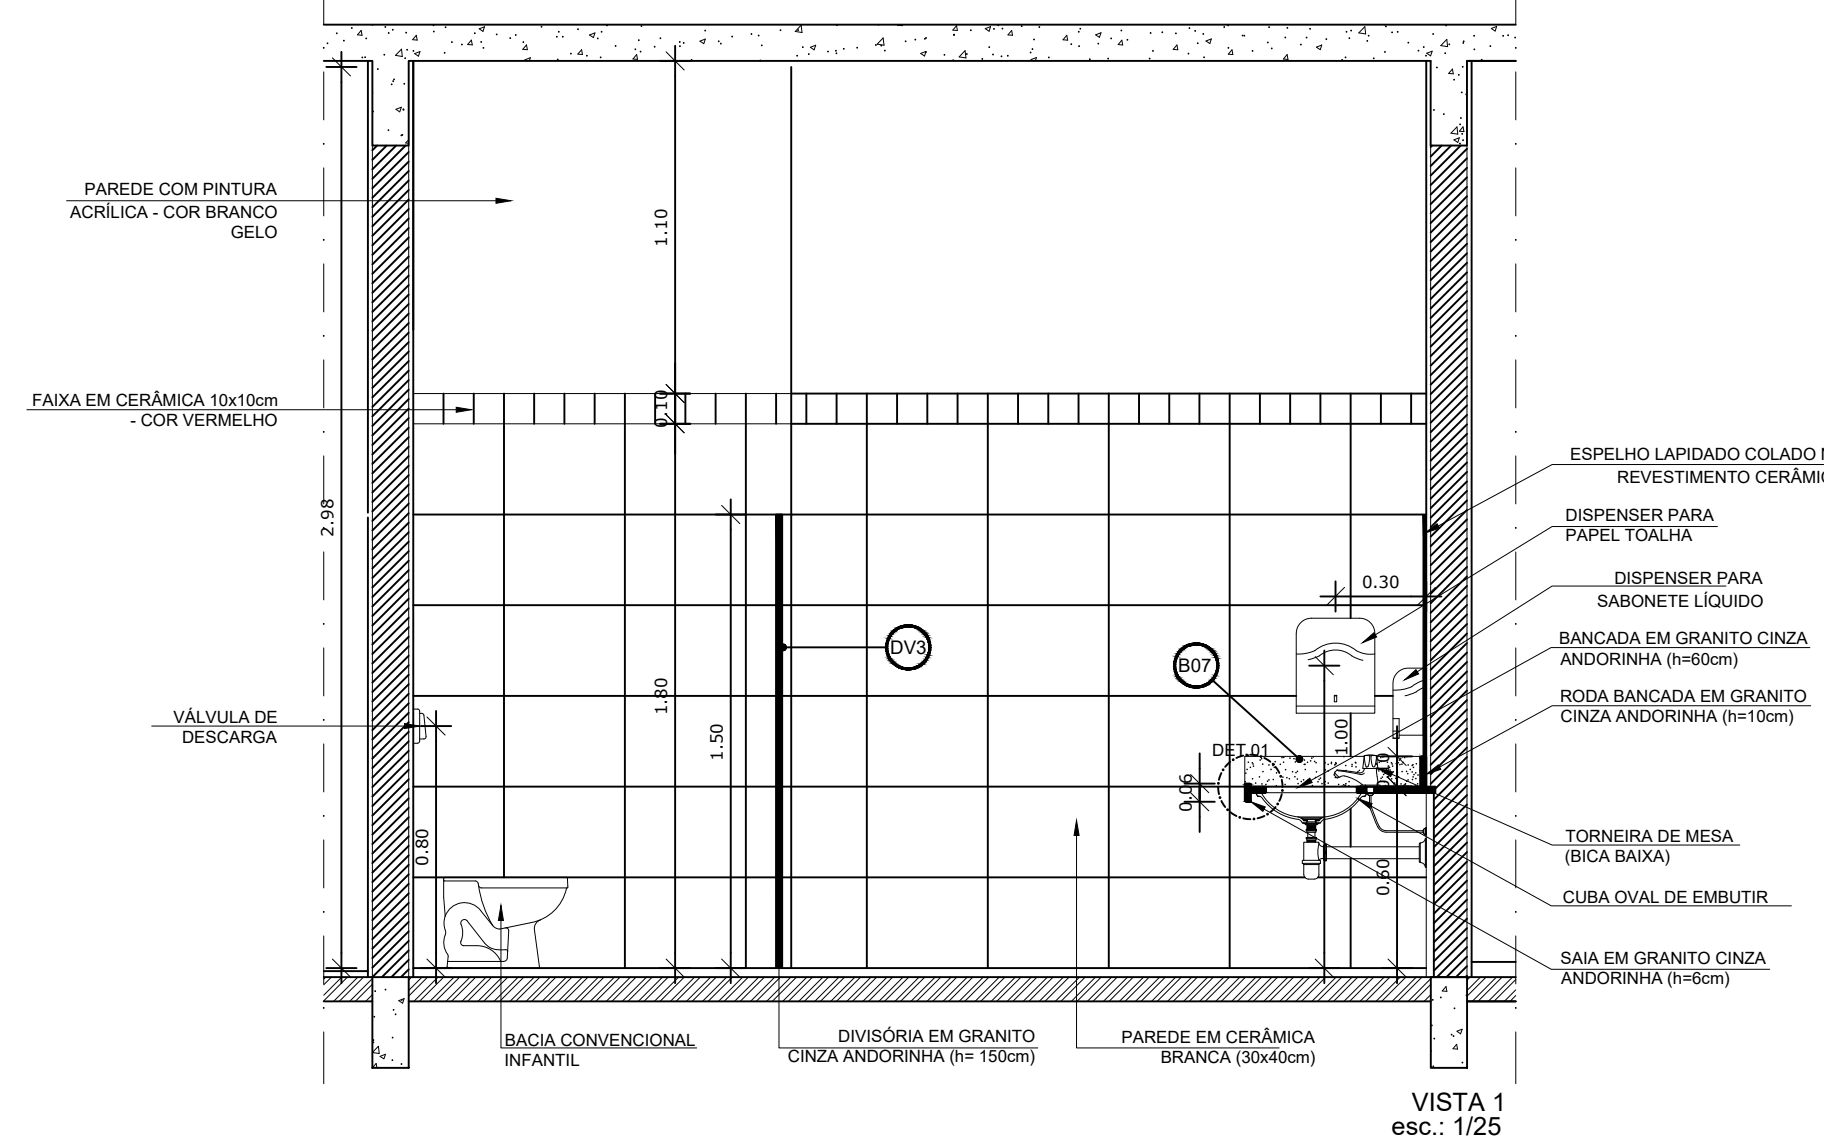 PAREDE COM PINTURA
ACRÍLICA - COR BRANCO
GELO
1.10
FAIXA EM CERÂMICA 10x10cm
- COR VERMELHO
0.10
ESPELHO LAPIDADO COLADO
REVESTIMENTO
2.98
DISPENSER PARA
PAPEL TOALHA
0.30
DISPENSER PARA
SABONETE LÍQUIDO
DV3
B07
BANCADA EM GRANITO CINZA
ANDORINHA (h=60cm)
1.80
RODA BANCADA EM GRANITO
CINZA ANDORINHA (h=10cm)
VÁLVULA DE
DESCARGA
1.50
1.00
DET.01
0.06
0.80
TORNEIRA DE MESA
(BICA BAIXA)
0.60
CUBA OVAL DE EMBUTIR
SAIA EM GRANITO CINZA
ANDORINHA (h=6cm)
BACIA CONVENCIONAL
INFANTIL
DIVISÓRIA EM GRANITO
CINZA ANDORINHA (h= 150cm)
PAREDE EM CERÂMICA
BRANCA (30x40cm)
VISTA 1
esc.: 1/25